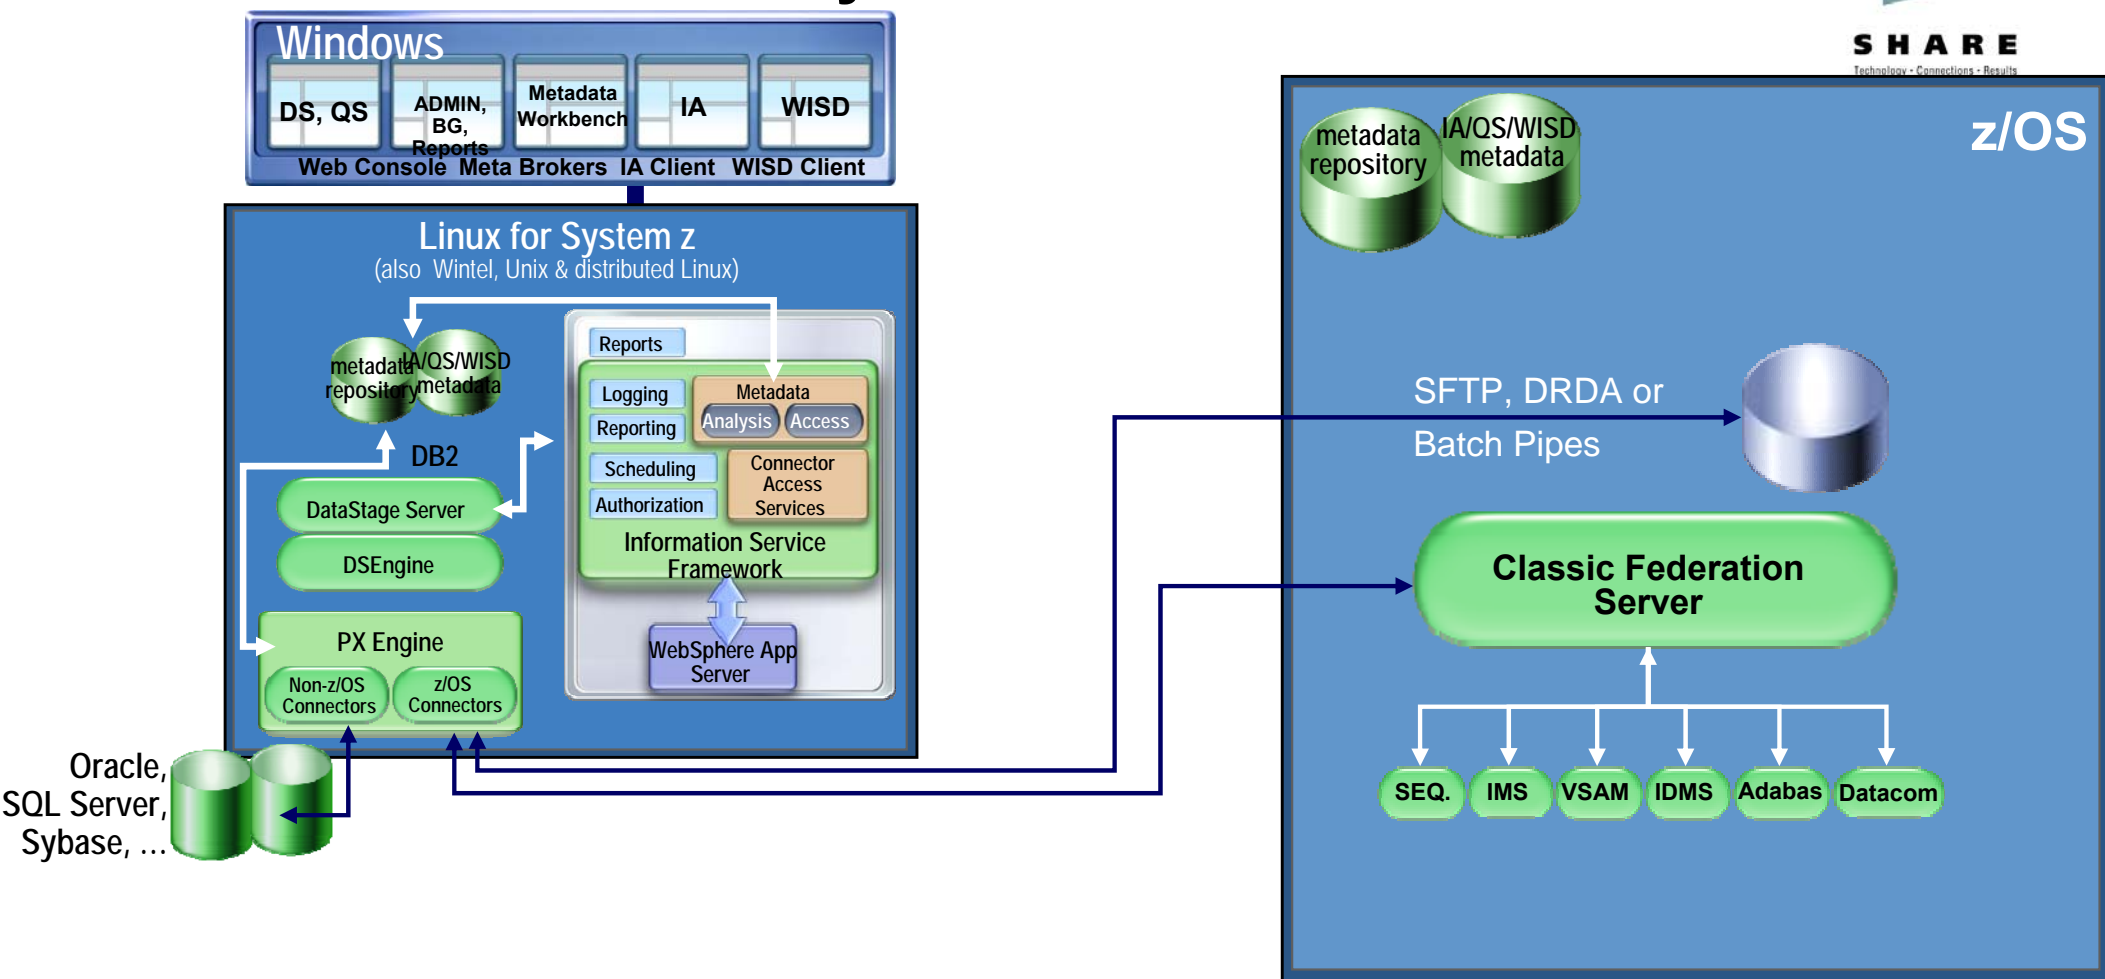 SHARE
Technology · Connections · Results
Windows
DS, QS
ADMIN,
BG,
Reports
Metadata
Workbench
IA
WISD
Web Console Meta Brokers IA Client WISD Client
Linux for System z
(also Wintel, Unix & distributed Linux)
metadata
repository
IA/QS/WISD
metadata
DB2
DataStage Server
DSEngine
PX Engine
Non-z/OS
Connectors
z/OS
Connectors
Reports
Logging
Reporting
Scheduling
Authorization
Metadata
Analysis
Access
Connector
Access
Services
Information Service
Framework
WebSphere App
Server
Oracle,
SQL Server,
Sybase, ...
z/OS
metadata
repository
IA/QS/WISD
metadata
SFTP, DRDA or
Batch Pipes
Classic Federation
Server
SEQ.
IMS
VSAM
IDMS
Adabas
Datacom